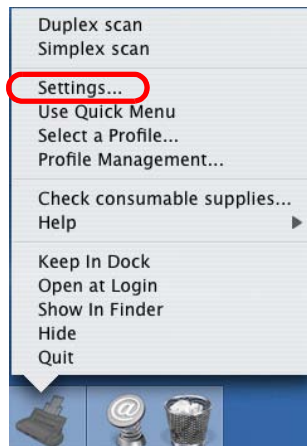 Duplex scan
Simplex scan
Settings...
Use Quick Menu
Select a Profile...
Profile Management...
Check consumable supplies...
Help
Keep In Dock
Open at Login
Show In Finder
Hide
Quit
@